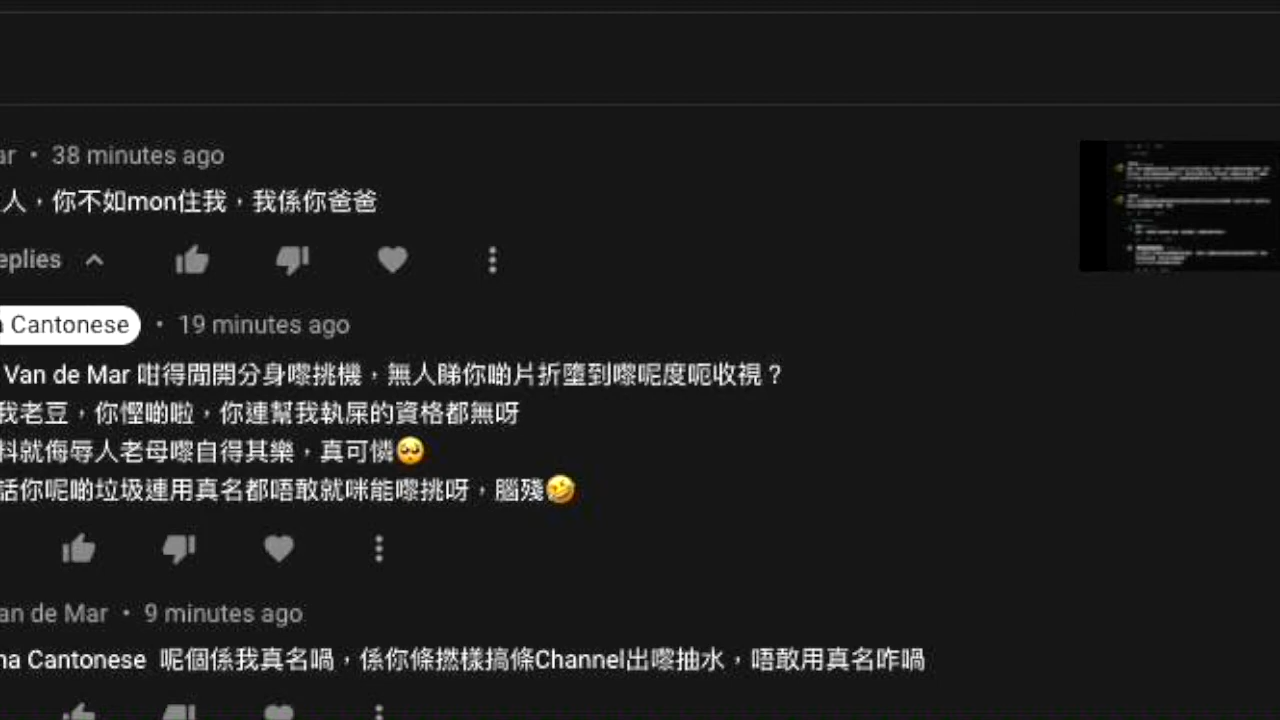 ar • 38 minutes ago
人,你不如mon住我,我係你爸爸
eplies
Cantonese • 19 minutes ago
Van de Mar 咁得閒開分身嚟挑機,無人睇你啲片折墮到嚟呢度呃收視?
我老豆,你慳啲啦,你連幫我執屎的資格都無呀
料就侮辱人老母嚟自得其樂,真可憐🥺
話你呢啲垃圾連用真名都唔敢就咪能嚟挑呀,腦殘🤣
an de Mar • 9 minutes ago
na Cantonese 呢個係我真名喎,係你條撚樣搞條Channel出嚟抽水,唔敢用真名咋喎